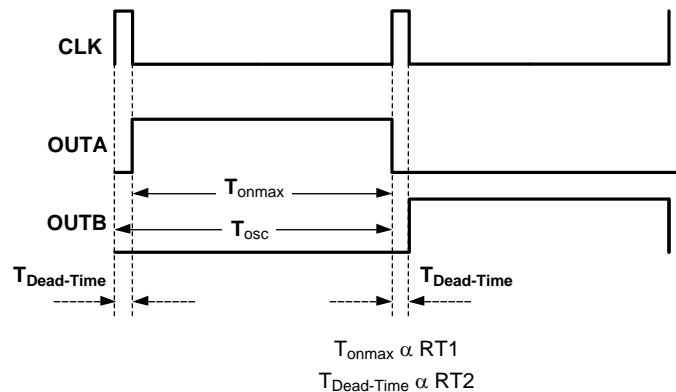 CLK
OUTA
Tonmax
OUTB
Tosc
TDead-Time
TDead-Time
Tonmax α RT1
TDead-Time α RT2